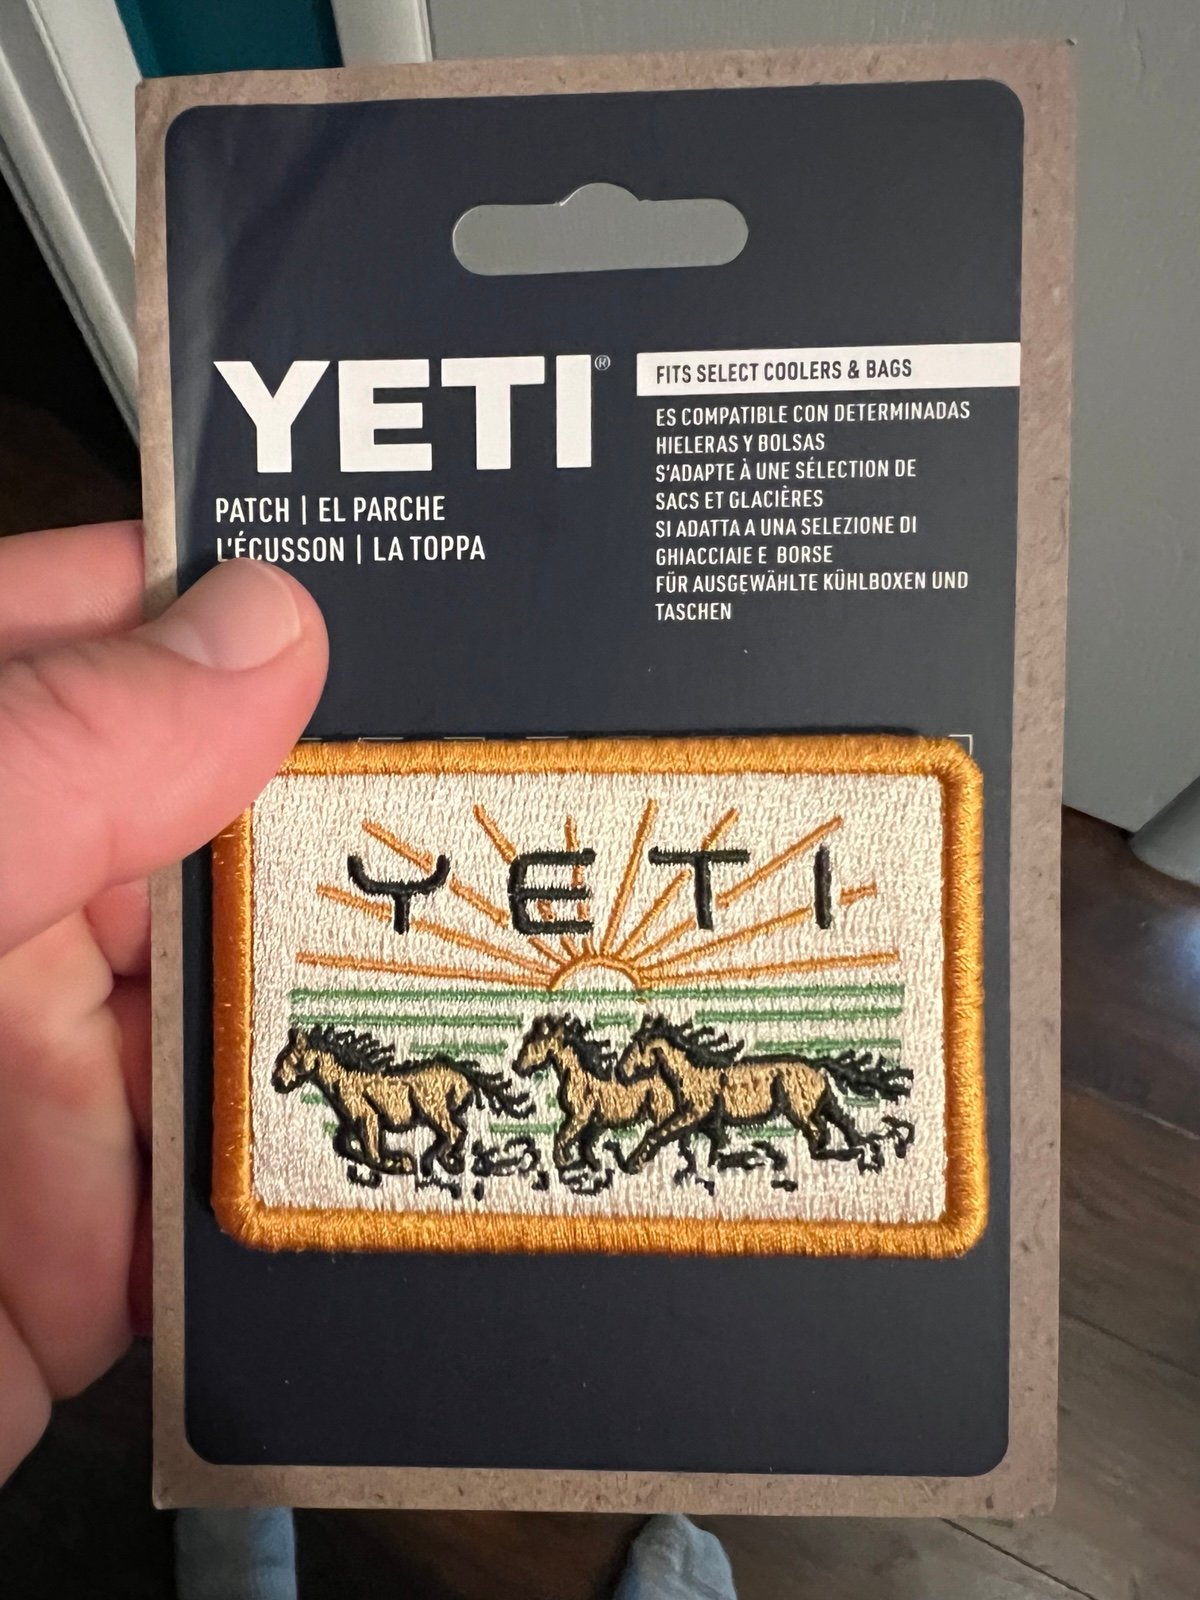 YETI®
PATCH | EL PARCHE
L'ÉCUSSON | LA TOPPA
FITS SELECT COOLERS & BAGS
ES COMPATIBLE CON DETERMINADAS
HIELERAS Y BOLSAS
S'ADAPTE À UNE SÉLECTION DE
SACS ET GLACIÈRES
SI ADATTA A UNA SELEZIONE DI
GHIACCIAIE E BORSE
FÜR AUSGEWÄHLTE KÜHLBOXEN UND
TASCHEN
YETI